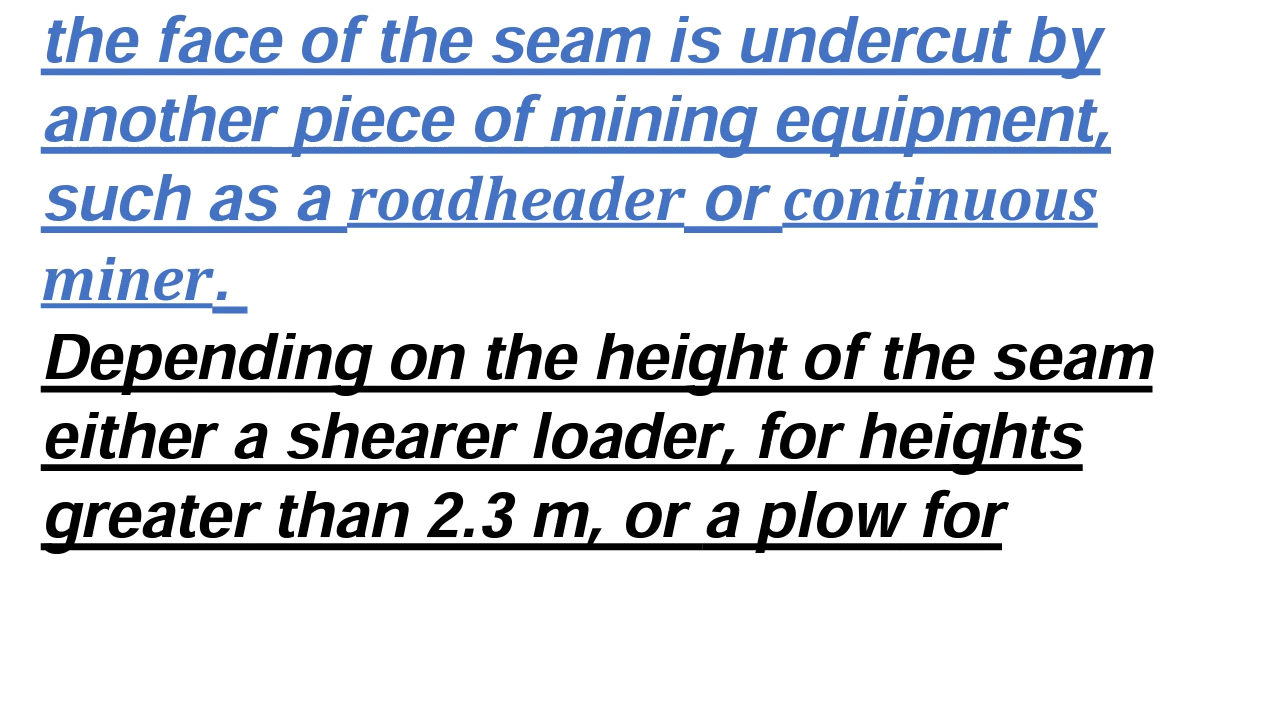 the face of the seam is undercut by
another piece of mining equipment,
such as a roadheader or continuous
miner.
Depending on the height of the seam
either a shearer loader, for heights
greater than 2.3 m, or a plow for